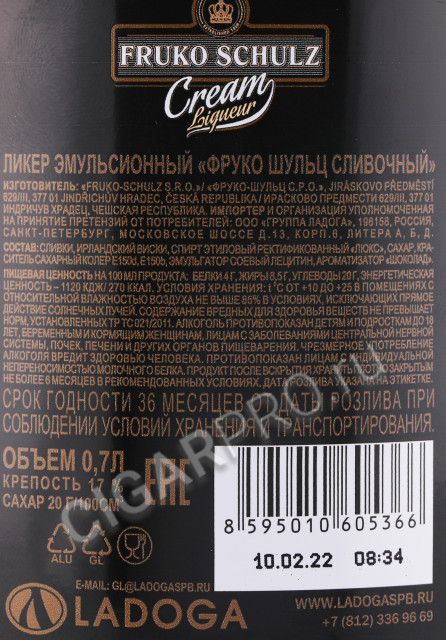 FRUKO SCHULZ
Cream
Liqueur
ЛИКЕР ЭМУЛЬСИОННЫЙ «ФРУКО ШУЛЬЦ СЛИВОЧНЫЙ»
ИЗГОТОВИТЕЛЬ: «FRUKO-SCHULZ S.R.O.»/ «ФРУКО-ШУЛЬЦ С.Р.О.», JIRÁSKOVO PŘEDMĚSTÍ
629/III, 377 01 JINDŘICHŮV HRADEC, ČESKÁ REPUBLIKA / ИРАСКОВО ПРЕДМЕСТИ 629/III, 377 01
ИНДРИХУВ ХРАДЕЦ, ЧЕШСКАЯ РЕСПУБЛИКА. ИМПОРТЕР И ОРГАНИЗАЦИЯ УПОЛНОМОЧЕННАЯ
НА ПРИНЯТИЕ ПРЕТЕНЗИЙ ОТ ПОТРЕБИТЕЛЕЙ: ООО «ГРУППА ЛАДОГА», 196158, РОССИЯ,
САНКТ-ПЕТЕРБУРГ, МОСКОВСКОЕ ШОССЕ, Д.13, КОРП.6, ЛИТЕРА А, Б, Д.
СОСТАВ: СЛИВКИ, ИРЛАНДСКИЙ ВИСКИ, СПИРТ ЭТИЛОВЫЙ РЕКТИФИКОВАННЫЙ «ЛЮКС», САХАР, КРА-
СИТЕЛЬ САХАРНЫЙ КОЛЕР E150d, E150b, ЭМУЛЬГАТОР СОЕВЫЙ ЛЕЦИТИН, АРОМАТИЗАТОР «ШОКОЛАД».
ПИЩЕВАЯ ЦЕННОСТЬ НА 100 МЛ ПРОДУКТА: БЕЛКИ 4 Г, ЖИРЫ 8,5 Г, УГЛЕВОДЫ 20 Г, ЭНЕРГЕТИЧЕСКАЯ
ЦЕННОСТЬ – 1120 КДЖ/ 270 ККАЛ. УСЛОВИЯ ХРАНЕНИЯ: t °C ОТ +10 ДО +25 В ПОМЕЩЕНИЯХ С
ОТНОСИТЕЛЬНОЙ ВЛАЖНОСТЬЮ ВОЗДУХА НЕ ВЫШЕ 85% В УСЛОВИЯХ, ИСКЛЮЧАЮЩИХ ПРЯМОЕ
ДЕЙСТВИЕ СОЛНЕЧНЫХ ЛУЧЕЙ. СОДЕРЖАНИЕ ВРЕДНЫХ ДЛЯ ЗДОРОВЬЯ ВЕЩЕСТВ НЕ ПРЕВЫШАЕТ
НОРМ, УСТАНОВЛЕННЫХ ТР ТС 021/2011. АЛКОГОЛЬ ПРОТИВОПОКАЗАН ДЕТЯМ И ПОДРОСТКАМ ДО 18
ЛЕТ, БЕРЕМЕННЫМ И КОРМЯЩИМ ЖЕНЩИНАМ, ЛИЦАМ С ЗАБОЛЕВАНИЯМИ ЦЕНТРАЛЬНОЙ НЕРВНОЙ
СИСТЕМЫ, ПОЧЕК, ПЕЧЕНИ И ДРУГИХ ОРГАНОВ ПИЩЕВАРЕНИЯ. ЧРЕЗМЕРНОЕ УПОТРЕБЛЕНИЕ
АЛКОГОЛЯ ВРЕДИТ ЗДОРОВЬЮ ЧЕЛОВЕКА. ПРОТИВОПОКАЗАН ЛИЦАМ С ИНДИВИДУАЛЬНОЙ
НЕПЕРЕНОСИМОСТЬЮ МОЛОЧНОГО БЕЛКА. ПРОДУКТ ПОСЛЕ ВСКРЫТИЯ ХРАНИТЬ ЗАКРЫТЫМ
НЕ БОЛЕЕ 6 МЕСЯЦЕВ В РЕКОМЕНДОВАННЫХ УСЛОВИЯХ. ДАТА РОЗЛИВА УКАЗАНА НА ЭТИКЕТКЕ.
СРОК ГОДНОСТИ 36 МЕСЯЦЕВ С ДАТЫ РОЗЛИВА ПРИ
СОБЛЮДЕНИИ УСЛОВИЙ ХРАНЕНИЯ И ТРАНСПОРТИРОВАНИЯ.
ОБЪЕМ 0,7Л
КРЕПОСТЬ 17 %
САХАР 20 Г/100СМ³
EAC
8 595010 605366
10.02.22 08:34
ALU
GL
E-MAIL: GL@LADOGASPB.RU
LADOGA
WWW.LADOGASPB.RU
+7 (812) 336 96 69
CIGARPRO.RU